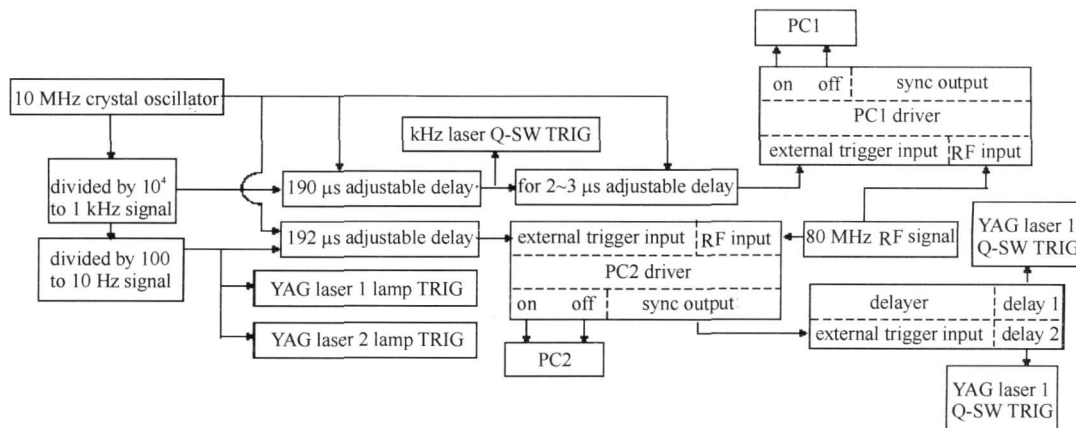 PC1
on off sync output
PC1 driver
external trigger input RF input
10 MHz crystal oscillator
kHz laser Q-SW TRIG
divided by 10⁴
to 1 kHz signal
190 μs adjustable delay
for 2~3 μs adjustable delay
divided by 100
to 10 Hz signal
192 μs adjustable delay
external trigger input RF input
PC2 driver
on off sync output
80 MHz RF signal
YAG laser 1
Q-SW TRIG
YAG laser 1 lamp TRIG
YAG laser 2 lamp TRIG
PC2
delayer delay 1
external trigger input delay 2
YAG laser 1
Q-SW TRIG